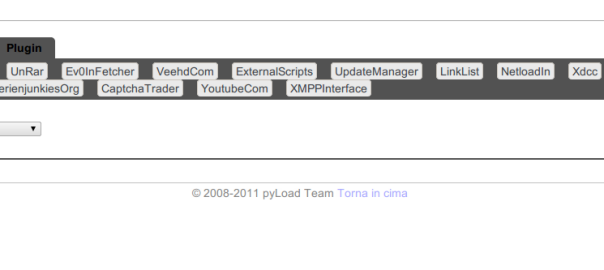 Plugin
UnRar Ev0InFetcher VeehdCom ExternalScripts UpdateManager LinkList NetloadIn Xdcc
erienjunkiesOrg CaptchaTrader YoutubeCom XMPPInterface
© 2008-2011 pyLoad Team Torna in cima